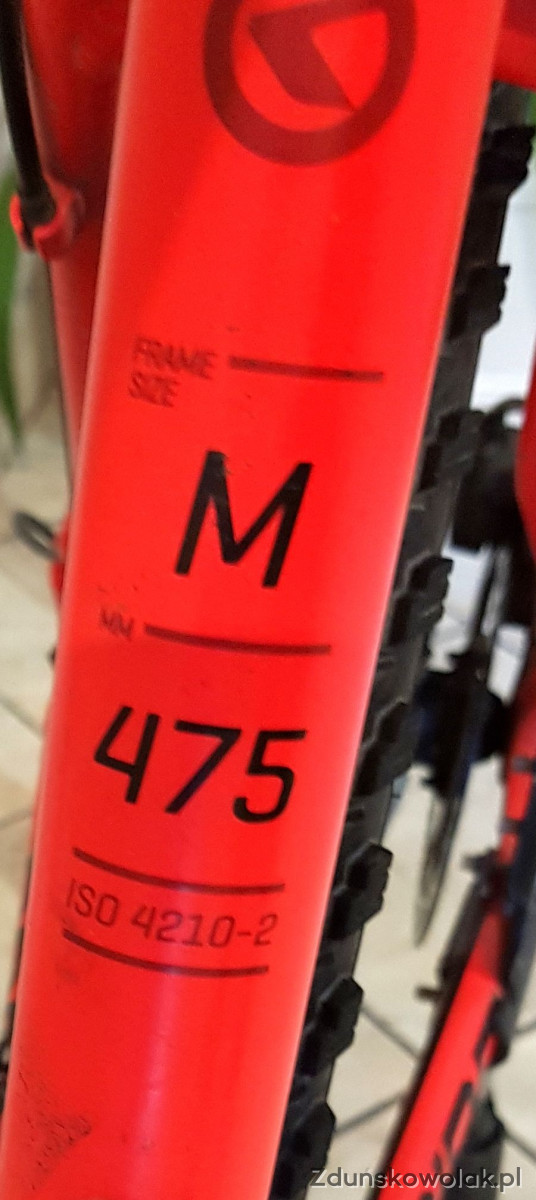 FRAME
SIZE
M
MM
475
ISO 4210-2
Zdunskowolak.pl